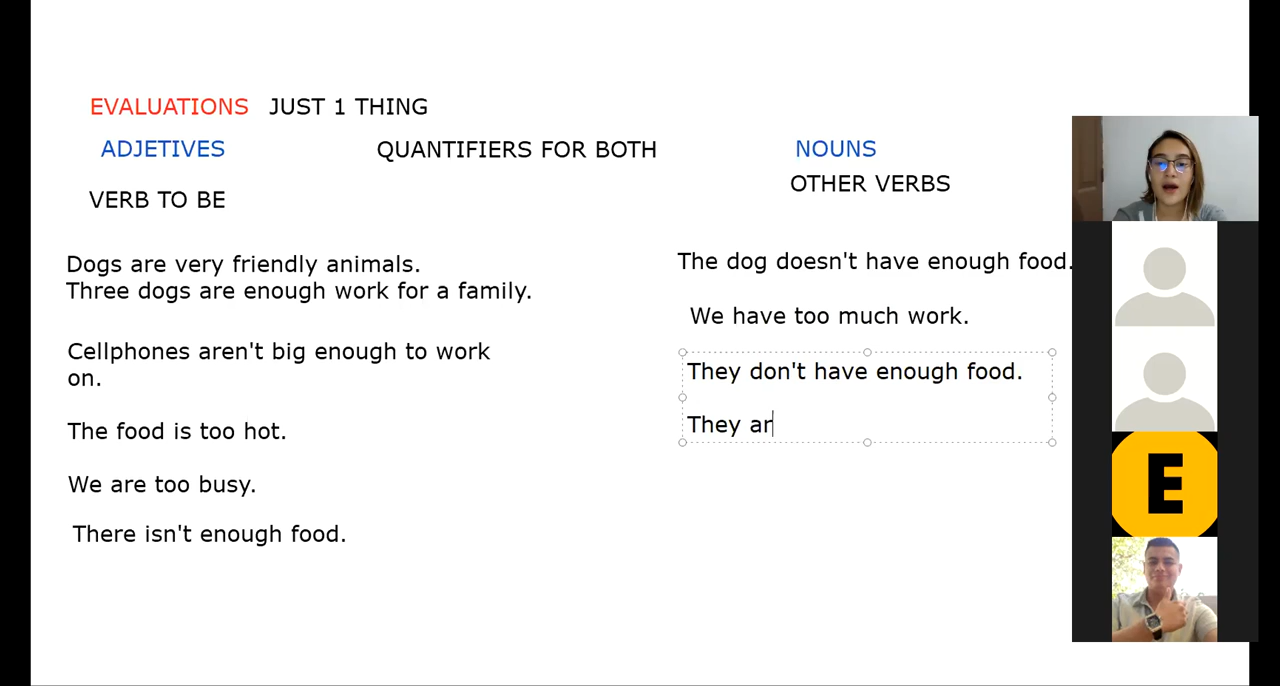 EVALUATIONS JUST 1 THING
ADJETIVES QUANTIFIERS FOR BOTH NOUNS
VERB TO BE OTHER VERBS
Dogs are very friendly animals.
Three dogs are enough work for a family.
Cellphones aren't big enough to work
on.
The food is too hot.
We are too busy.
There isn't enough food.
The dog doesn't have enough food.
We have too much work.
They don't have enough food.
They ar
E